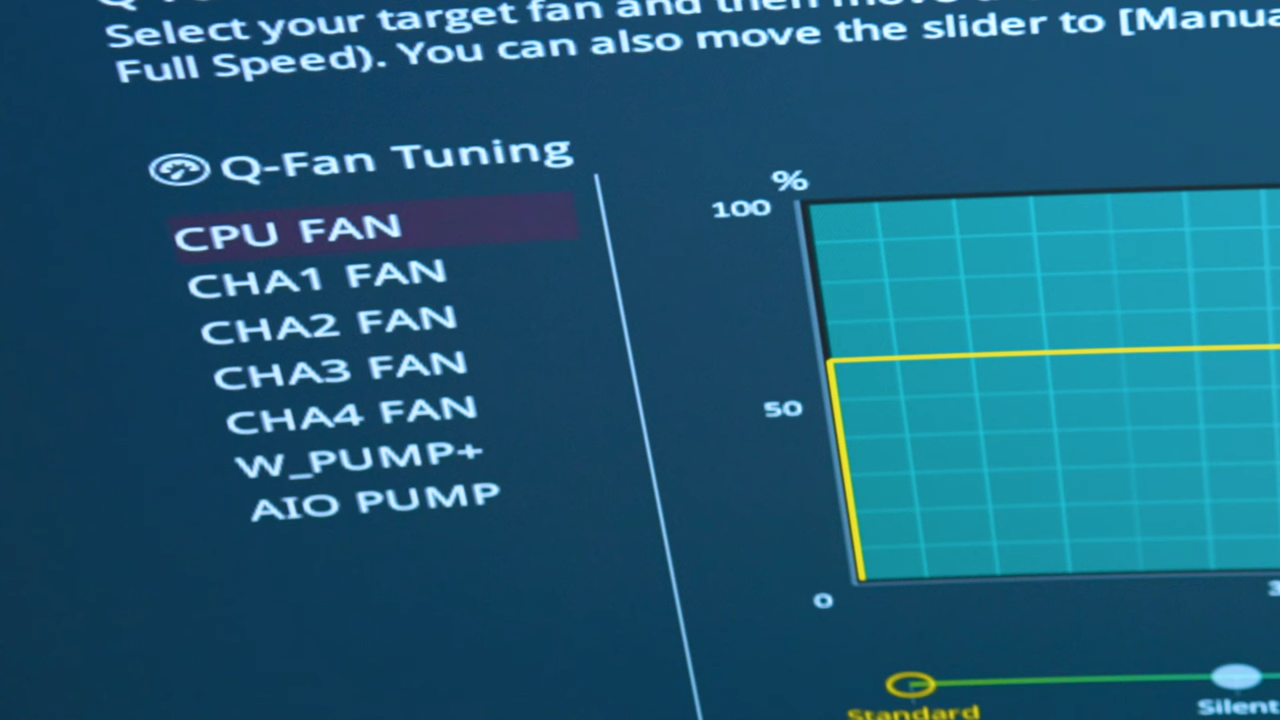 Select your target fan and then move
Full Speed). You can also move the slider to [Manua
Q-Fan Tuning
%
100
CPU FAN
CHA1 FAN
CHA2 FAN
CHA3 FAN
50
CHA4 FAN
W_PUMP+
AIO PUMP
0
Standard
Silent